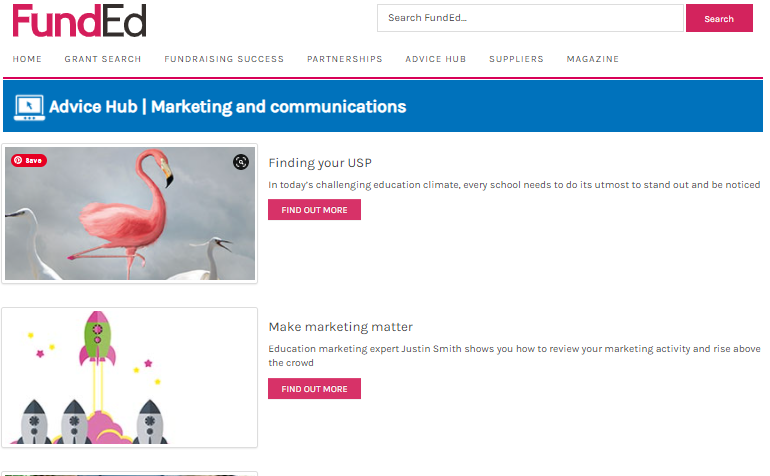 FundEd
Search FundEd...
Search
HOME GRANT SEARCH FUNDRAISING SUCCESS PARTNERSHIPS ADVICE HUB SUPPLIERS MAGAZINE
Advice Hub | Marketing and communications
Save
Finding your USP
In today's challenging education climate, every school needs to do its utmost to stand out and be noticed
FIND OUT MORE
Make marketing matter
Education marketing expert Justin Smith shows you how to review your marketing activity and rise above
the crowd
FIND OUT MORE